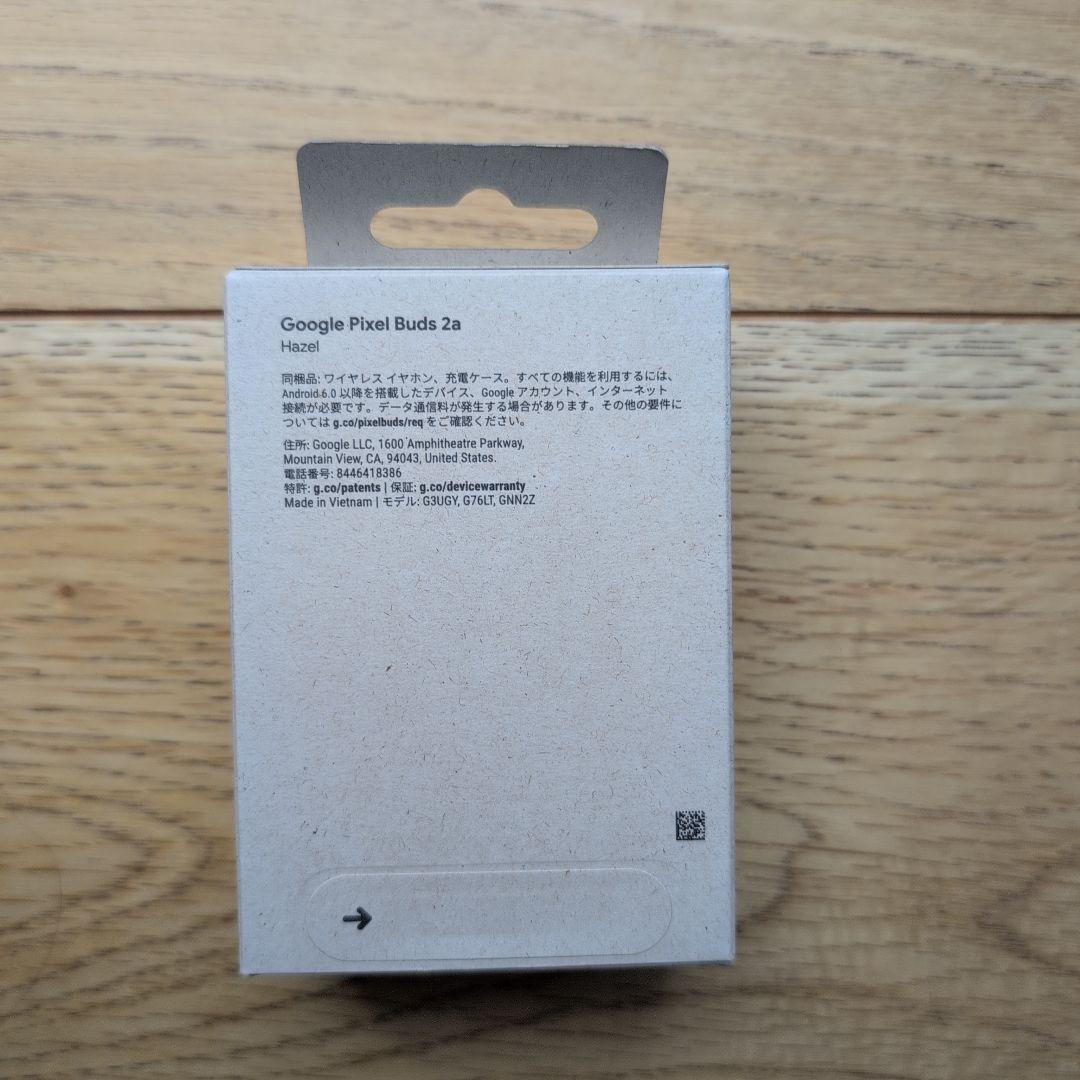 Google Pixel Buds 2a
Hazel
同梱品: ワイヤレス イヤホン、充電ケース。すべての機能を利用するには、
Android 6.0 以降を搭載したデバイス、Google アカウント、インターネット
接続が必要です。データ通信料が発生する場合があります。その他の要件に
ついては g.co/pixelbuds/req をご確認ください。
住所: Google LLC, 1600 Amphitheatre Parkway,
Mountain View, CA, 94043, United States.
電話番号: 8446418386
特許: g.co/patents | 保証: g.co/devicewarranty
Made in Vietnam | モデル: G3UGY, G76LT, GNN2Z